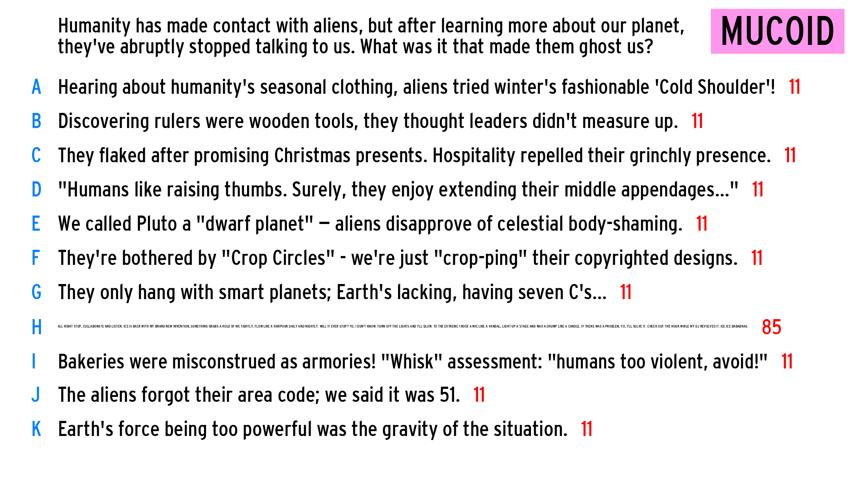 Humanity has made contact with aliens, but after learning more about our planet,
they've abruptly stopped talking to us. What was it that made them ghost us?
MUCOID
A Hearing about humanity's seasonal clothing, aliens tried winter's fashionable 'Cold Shoulder'! 11
B Discovering rulers were wooden tools, they thought leaders didn't measure up. 11
C They flaked after promising Christmas presents. Hospitality repelled their grinchly presence. 11
D "Humans like raising thumbs. Surely, they enjoy extending their middle appendages..." 11
E We called Pluto a "dwarf planet" – aliens disapprove of celestial body-shaming. 11
F They're bothered by "Crop Circles" - we're just "crop-ping" their copyrighted designs. 11
G They only hang with smart planets; Earth's lacking, having seven C's... 11
H 85
I Bakeries were misconstrued as armories! "Whisk" assessment: "humans too violent, avoid!" 11
J The aliens forgot their area code; we said it was 51. 11
K Earth's force being too powerful was the gravity of the situation. 11